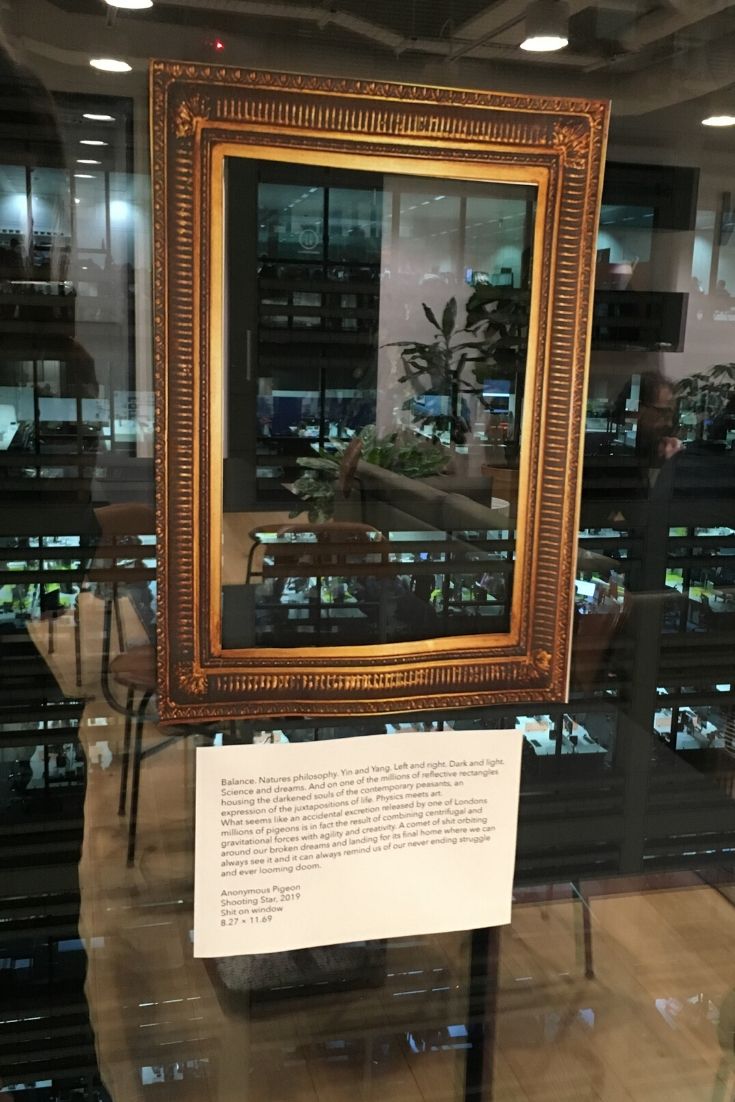 Balance. Natures philosophy. Yin and Yang. Left and right. Dark and light.
Science and dreams. And on one of the millions of reflective rectangles
housing the darkened souls of the contemporary peasants, an
expression of the juxtapositions of life. Physics meets art.
What seems like an accidental excretion released by one of Londons
millions of pigeons is in fact the result of combining centrifugal and
gravitational forces with agility and creativity. A comet of shit orbiting
around our broken dreams and landing for its final home where we can
always see it and it can always remind us of our never ending struggle
and ever looming doom.
Anonymous Pigeon
Shooting Star, 2019
Shit on window
8.27 × 11.69